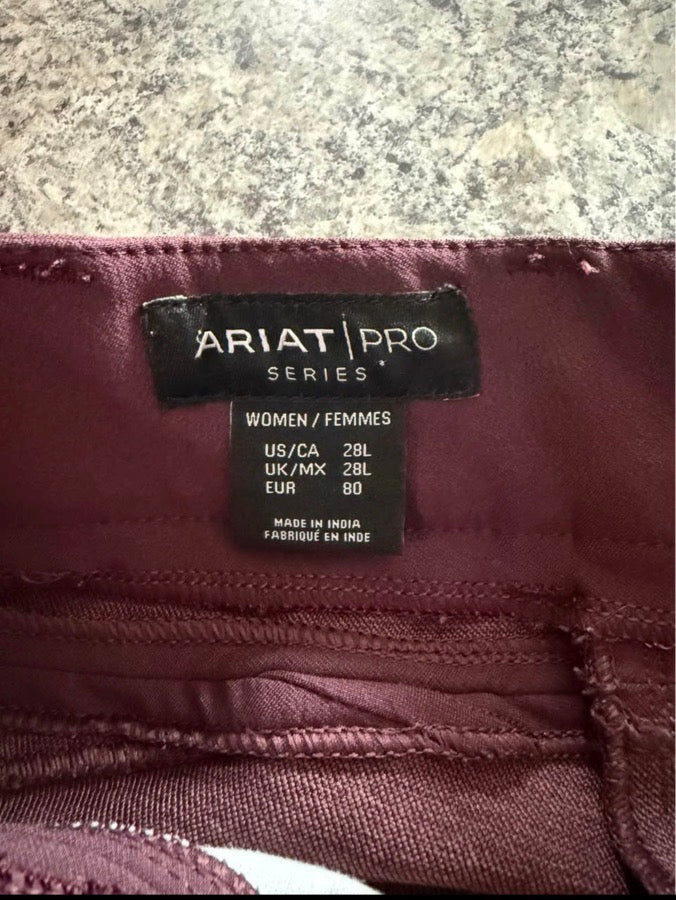 ARIAT | PRO
SERIES
WOMEN / FEMMES
US/CA 28L
UK/MX 28L
EUR 80
MADE IN INDIA
FABRIQUÉ EN INDE